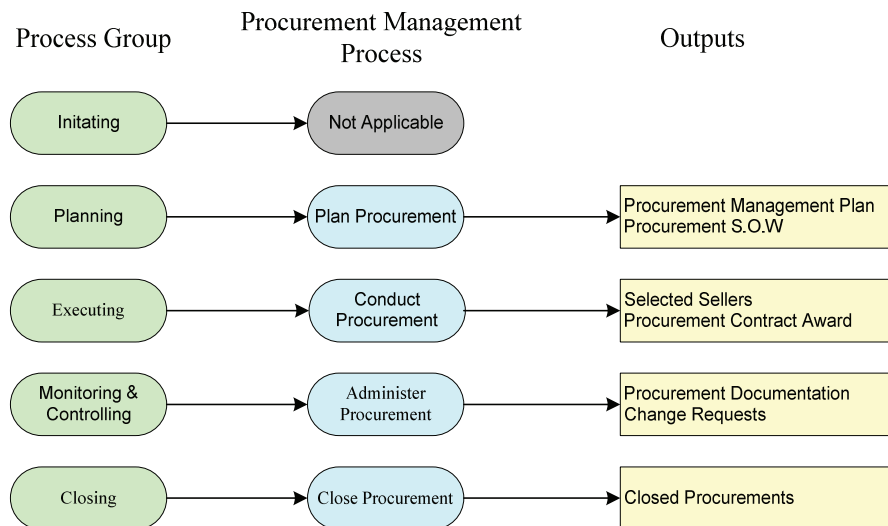 Process Group
Procurement Management
Process
Outputs
Initating
Not Applicable
Planning
Plan Procurement
Procurement Management Plan
Procurement S.O.W
Executing
Conduct
Procurement
Selected Sellers
Procurement Contract Award
Monitoring &
Controlling
Administer
Procurement
Procurement Documentation
Change Requests
Closing
Close Procurement
Closed Procurements